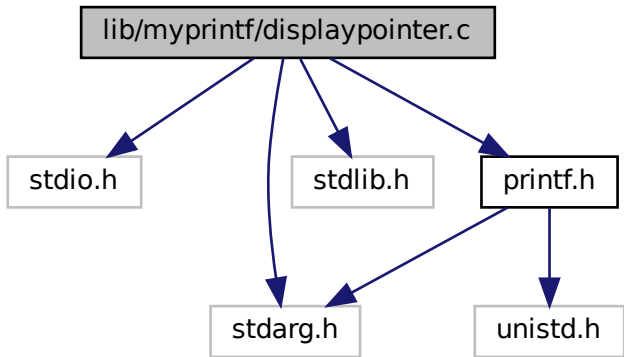 lib/myprintf/displaypointer.c
stdio.h
stdlib.h
printf.h
stdarg.h
unistd.h